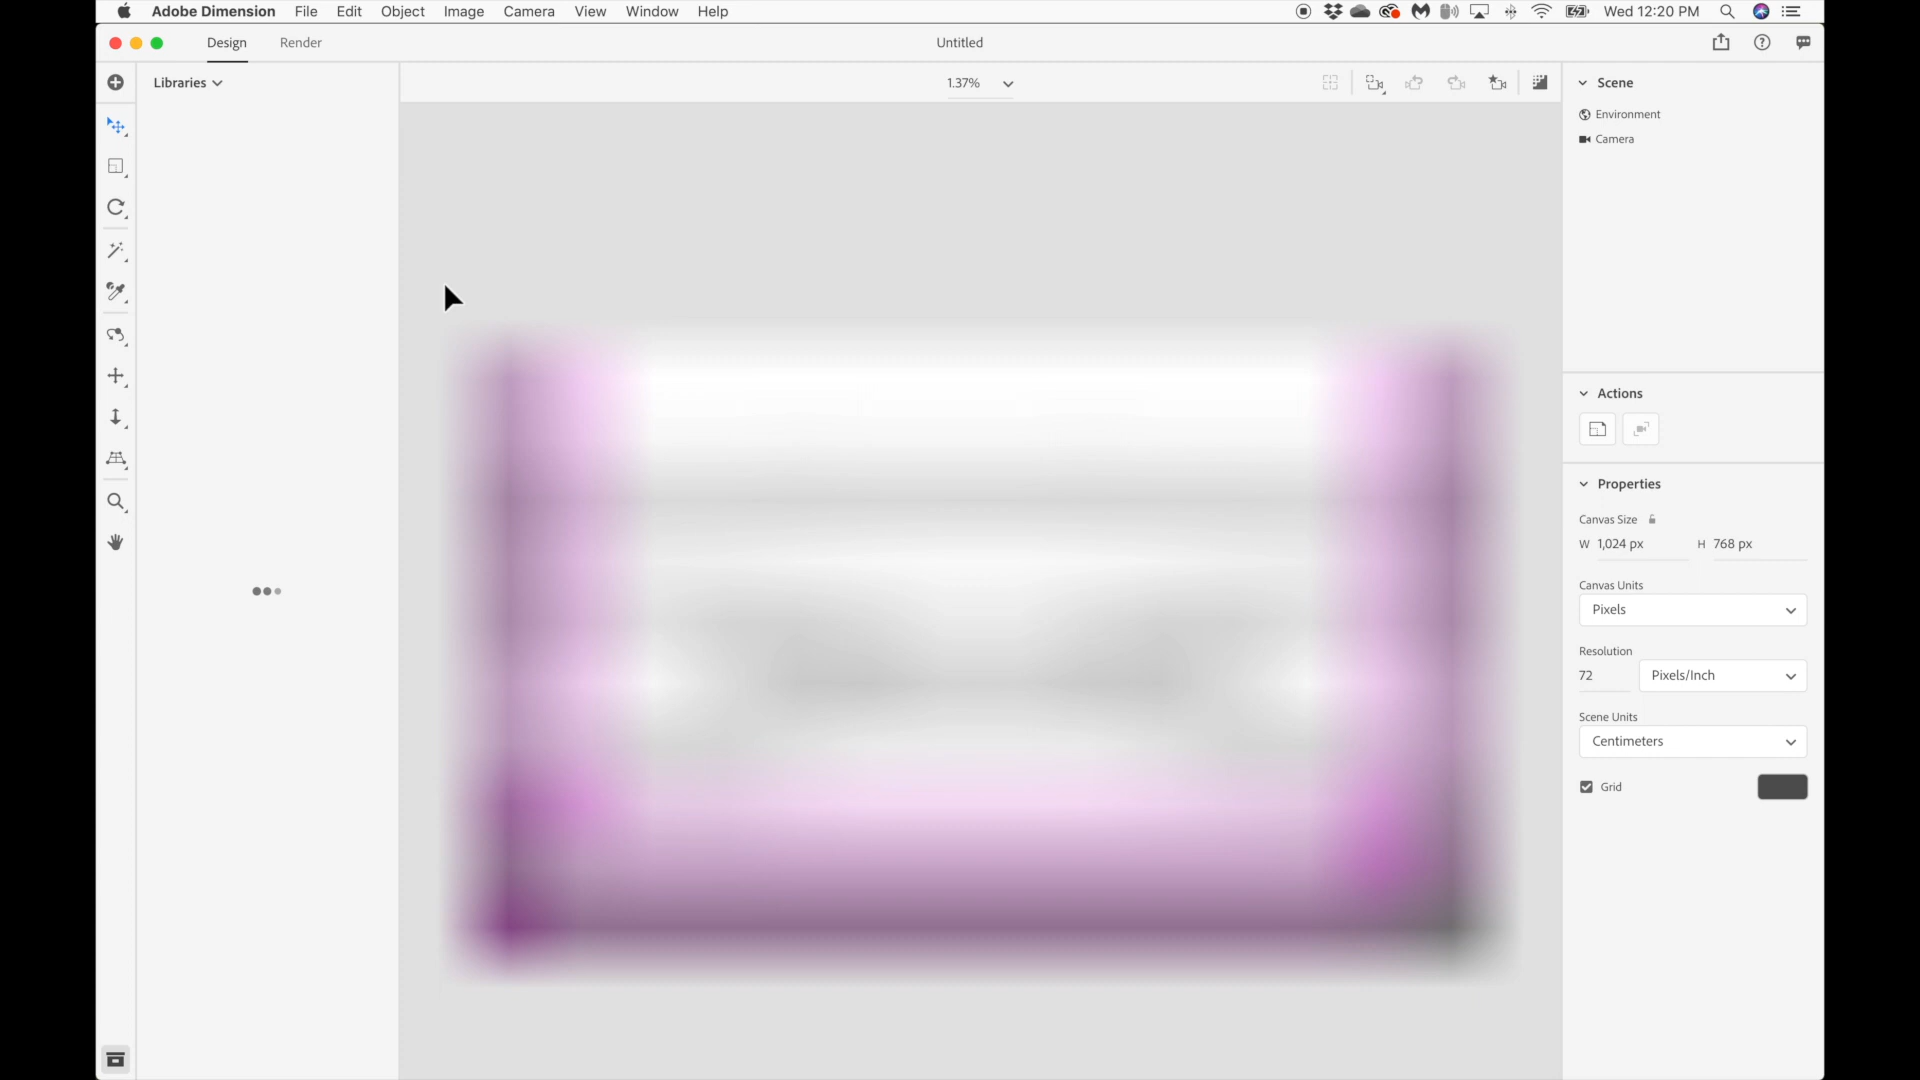 Adobe Dimension File Edit Object Image Camera View Window Help Wed 12:20 PM
Design Render Untitled
Libraries 1.37% Scene
Environment
Camera
Actions
Properties
Canvas Size
W 1,024 px H 768 px
Canvas Units
Pixels
Resolution
72 Pixels/Inch
Scene Units
Centimeters
Grid